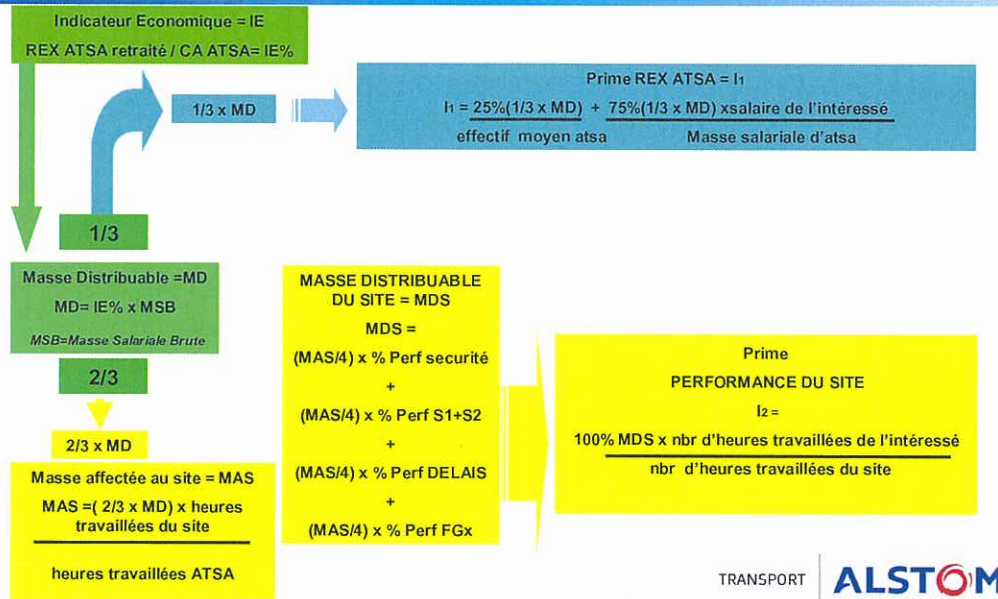 Indicateur Economique = IE
REX ATSA retraité / CA ATSA= IE%
1/3 x MD
Prime REX ATSA = I1
I1 = 25%(1/3 x MD) + 75%(1/3 x MD) xsalaire de l'intéressé
effectif moyen atsa Masse salariale d'atsa
1/3
Masse Distribuable =MD
MD= IE% x MSB
MSB=Masse Salariale Brute
2/3
2/3 x MD
Masse affectée au site = MAS
MAS =( 2/3 x MD) x heures
travaillées du site
heures travaillées ATSA
MASSE DISTRIBUABLE
DU SITE = MDS
MDS =
(MAS/4) x % Perf securité
+
(MAS/4) x % Perf S1+S2
+
(MAS/4) x % Perf DELAIS
+
(MAS/4) x % Perf FGx
Prime
PERFORMANCE DU SITE
I2 =
100% MDS x nbr d'heures travaillées de l'intéressé
nbr d'heures travaillées du site
TRANSPORT ALSTOM